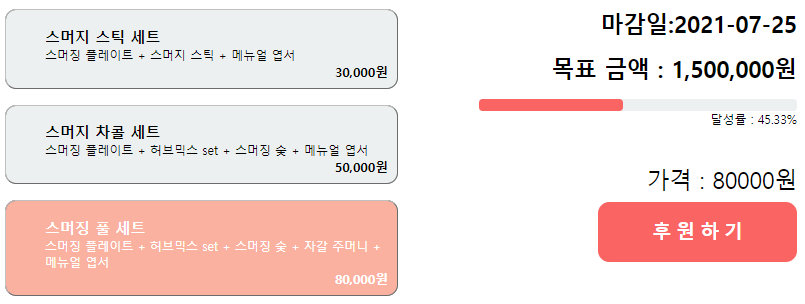 스머지 스틱 세트
스머징 플레이트 + 스머지 스틱 + 메뉴얼 엽서
30,000원
스머지 차콜 세트
스머징 플레이트 + 허브믹스 set + 스머징 숯 + 메뉴얼 엽서
50,000원
스머징 풀 세트
스머징 플레이트 + 허브믹스 set + 스머징 숯 + 자갈 주머니 +
메뉴얼 엽서
80,000원
마감일:2021-07-25
목표 금액 : 1,500,000원
달성률 : 45.33%
가격 : 80000원
후원하기